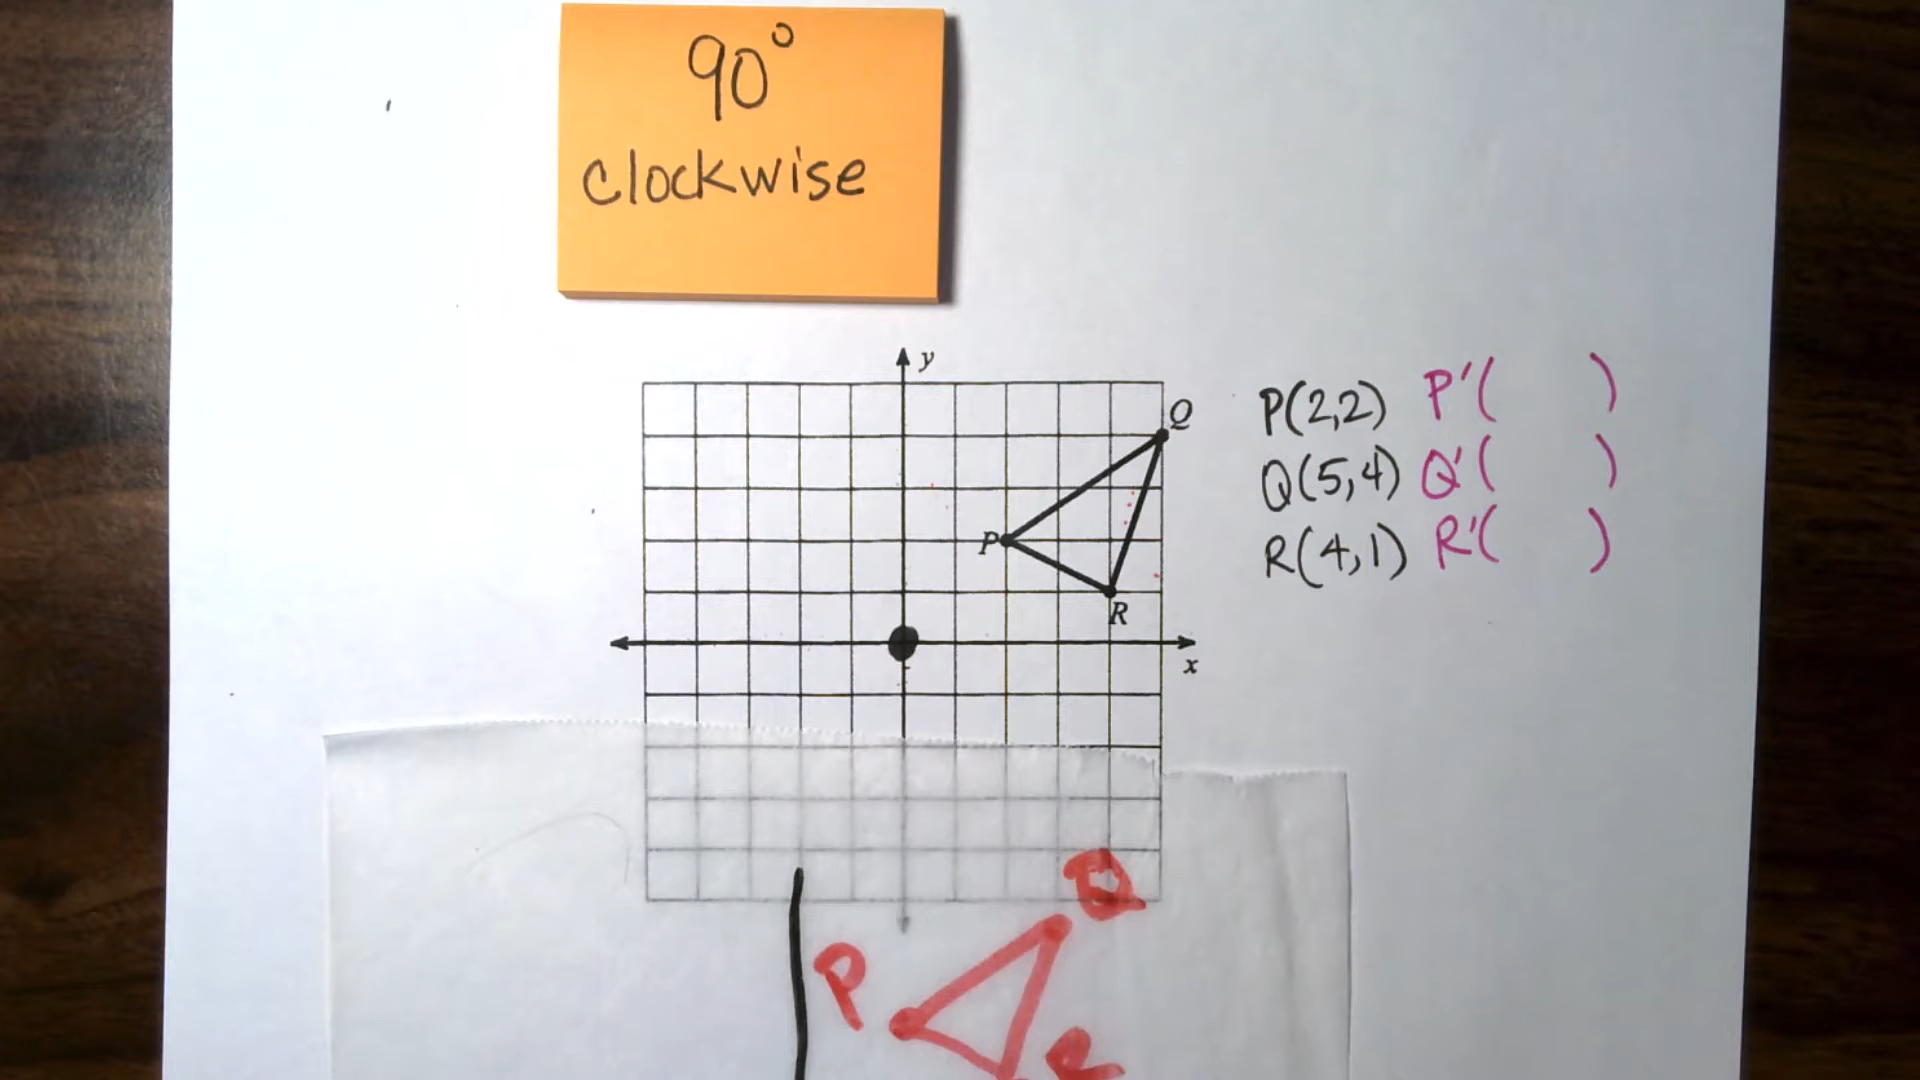 90°
clockwise
y
Q
P
R
x
P(2,2) P'( )
Q(5,4) Q'( )
R(4,1) R'( )
Q
P
R